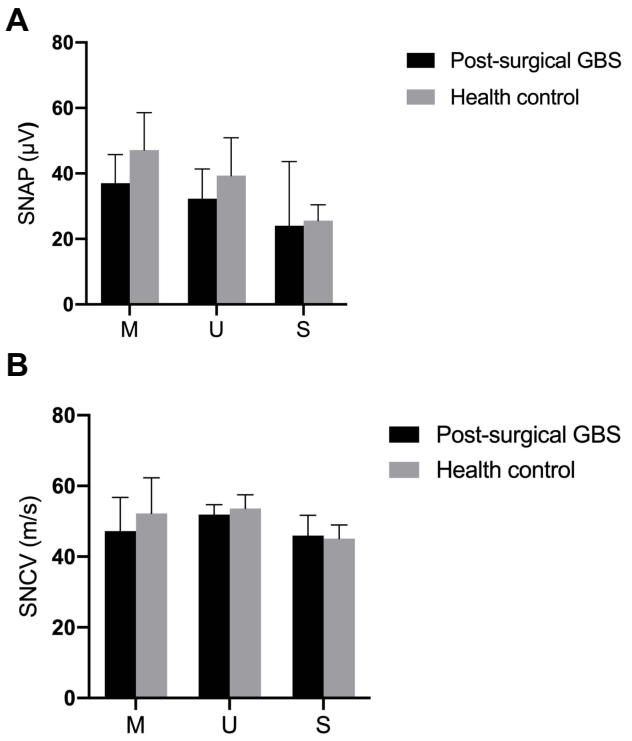 A
80
60
40
20
0
SNAP (µV)
M U S
Post-surgical GBS
Health control
B
80
60
40
20
0
SNCV (m/s)
M U S
Post-surgical GBS
Health control